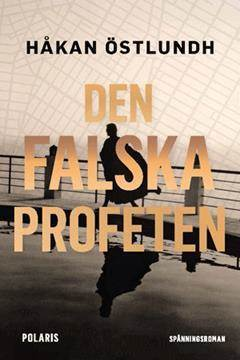 HÅKAN ÖSTLUNDH
DEN
FALSKA
PROFETEN
POLARIS
SPÄNNINGSROMAN